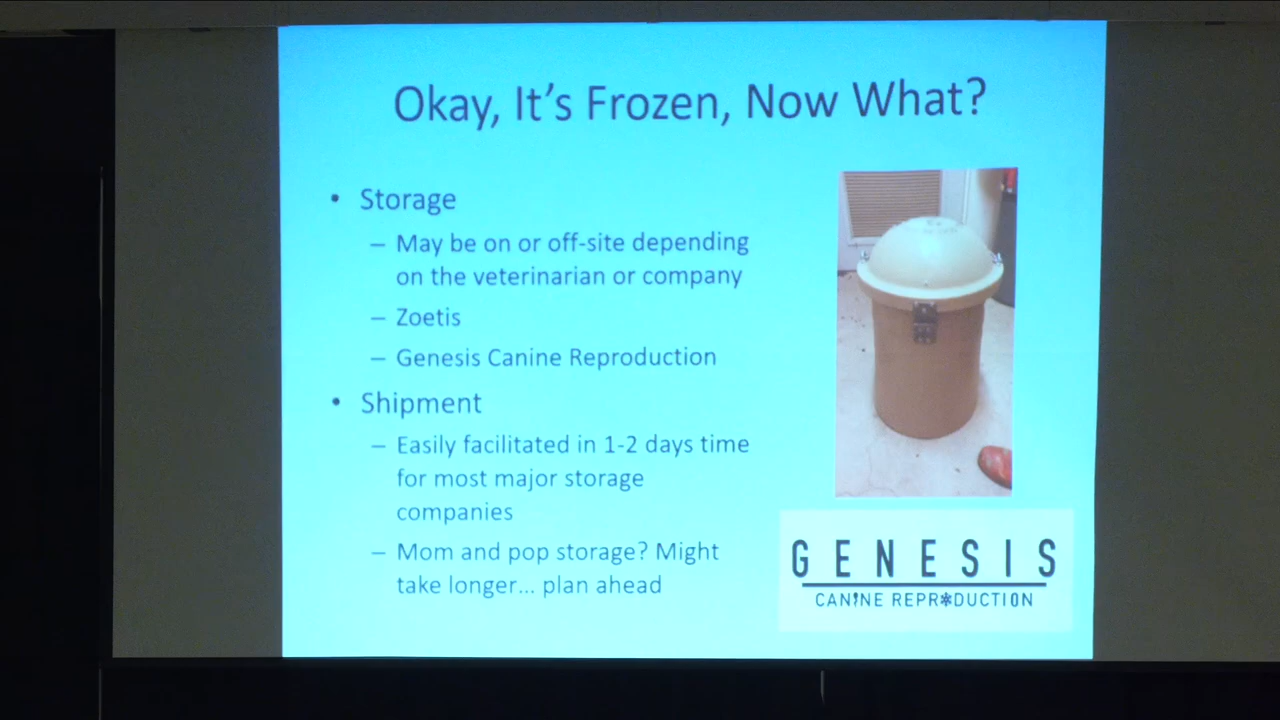 Okay, It's Frozen, Now What?
• Storage
– May be on or off-site depending
on the veterinarian or company
– Zoetis
– Genesis Canine Reproduction
• Shipment
– Easily facilitated in 1-2 days time
for most major storage
companies
– Mom and pop storage? Might
take longer... plan ahead
GENESIS
CANINE REPRODUCTION